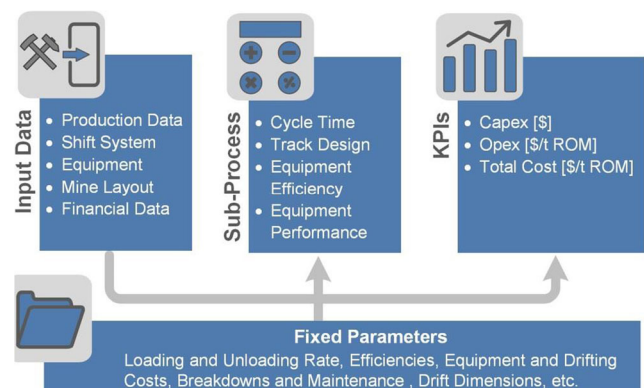 Input Data
• Production Data
• Shift System
• Equipment
• Mine Layout
• Financial Data
Sub-Process
• Cycle Time
• Track Design
• Equipment
Efficiency
• Equipment
Performance
KPIs
• Capex [$]
• Opex [$/t ROM]
• Total Cost [$/t ROM]
Fixed Parameters
Loading and Unloading Rate, Efficiencies, Equipment and Drifting
Costs, Breakdowns and Maintenance , Drift Dimensions, etc.